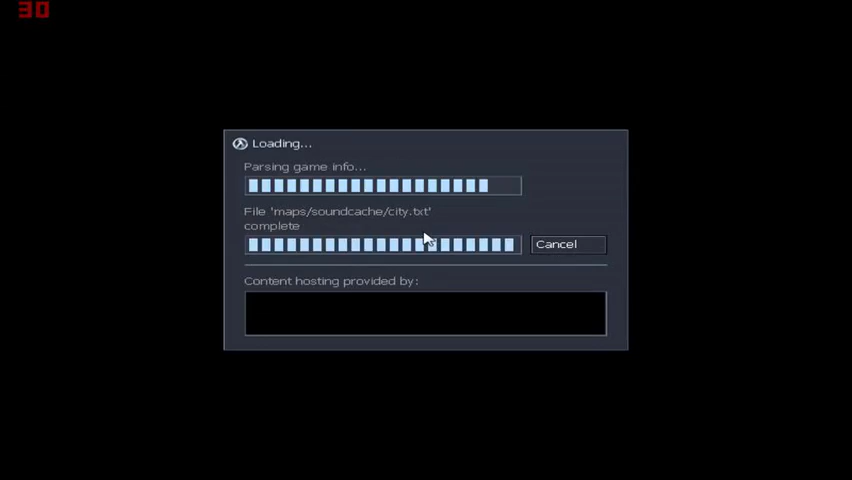 30
Loading...
Parsing game info...
File 'maps/soundcache/city.txt'
complete
Cancel
Content hosting provided by: